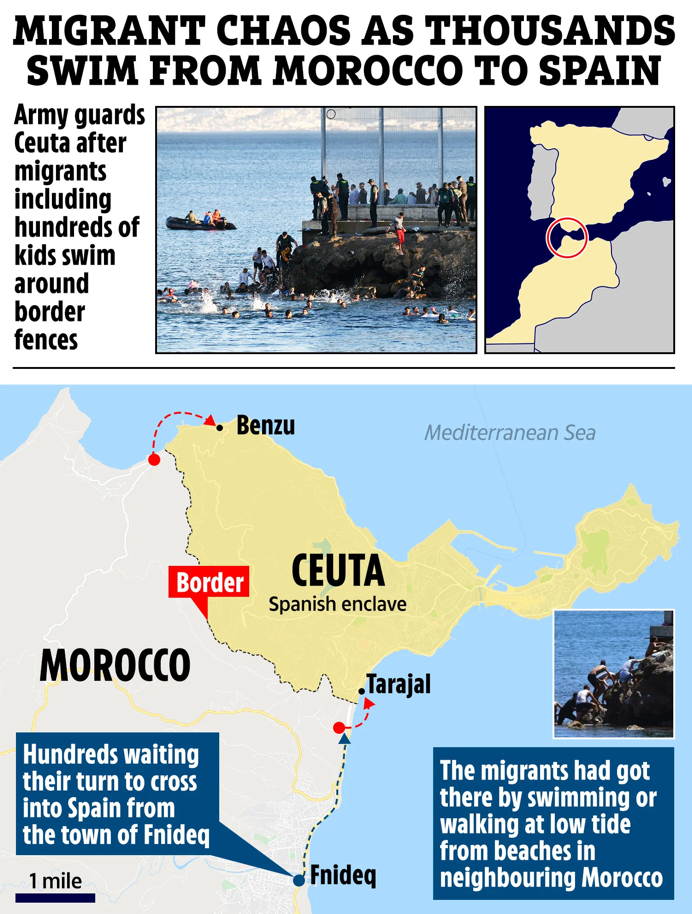 MIGRANT CHAOS AS THOUSANDS
SWIM FROM MOROCCO TO SPAIN
Army guards
Ceuta after
migrants
including
hundreds of
kids swim
around
border
fences
Benzu
Mediterranean Sea
CEUTA
Spanish enclave
Border
MOROCCO
Tarajal
Hundreds waiting
their turn to cross
into Spain from
the town of Fnideq
The migrants had got
there by swimming or
walking at low tide
from beaches in
neighbouring Morocco
Fnideq
1 mile